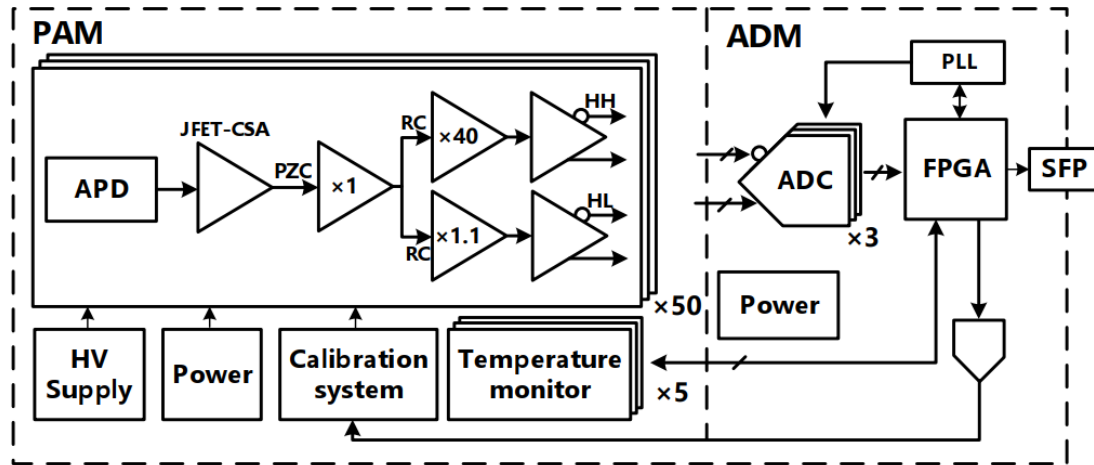 PAM
ADM
PLL
JFET-CSA
RC
×40
HH
APD
PZC
×1
ADC
FPGA
SFP
×3
RC
×1.1
HL
×50
Power
HV
Supply
Power
Calibration
system
Temperature
monitor
×5